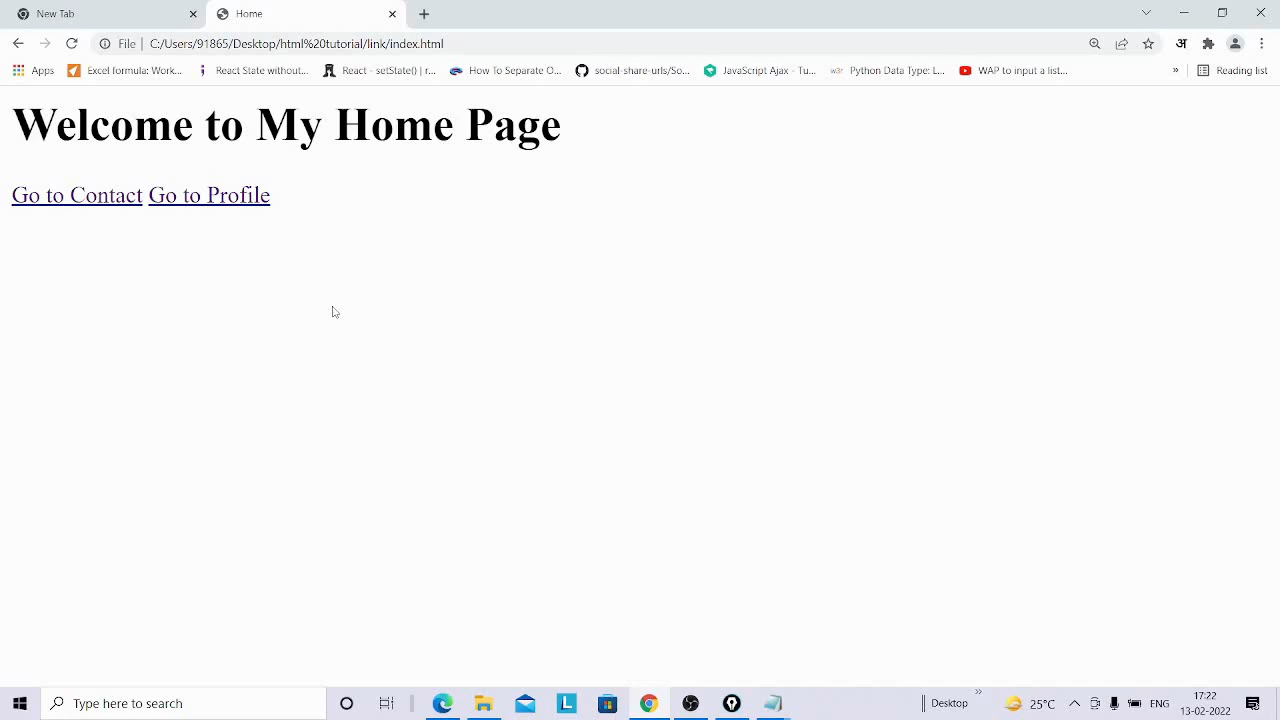 New Tab
Home
File
C:/Users/91865/Desktop/html%20tutorial/link/index.html
अ
Apps
Excel formula: Work...
React State without...
React - setState() | r...
How To Separate O...
social-share-urls/So...
JavaScript Ajax - Tu...
w3r
Python Data Type: L...
WAP to input a list...
»
Reading list
Welcome to My Home Page
Go to Contact Go to Profile
Type here to search
L
Desktop
»
25°C
ENG
17:22
13-02-2022